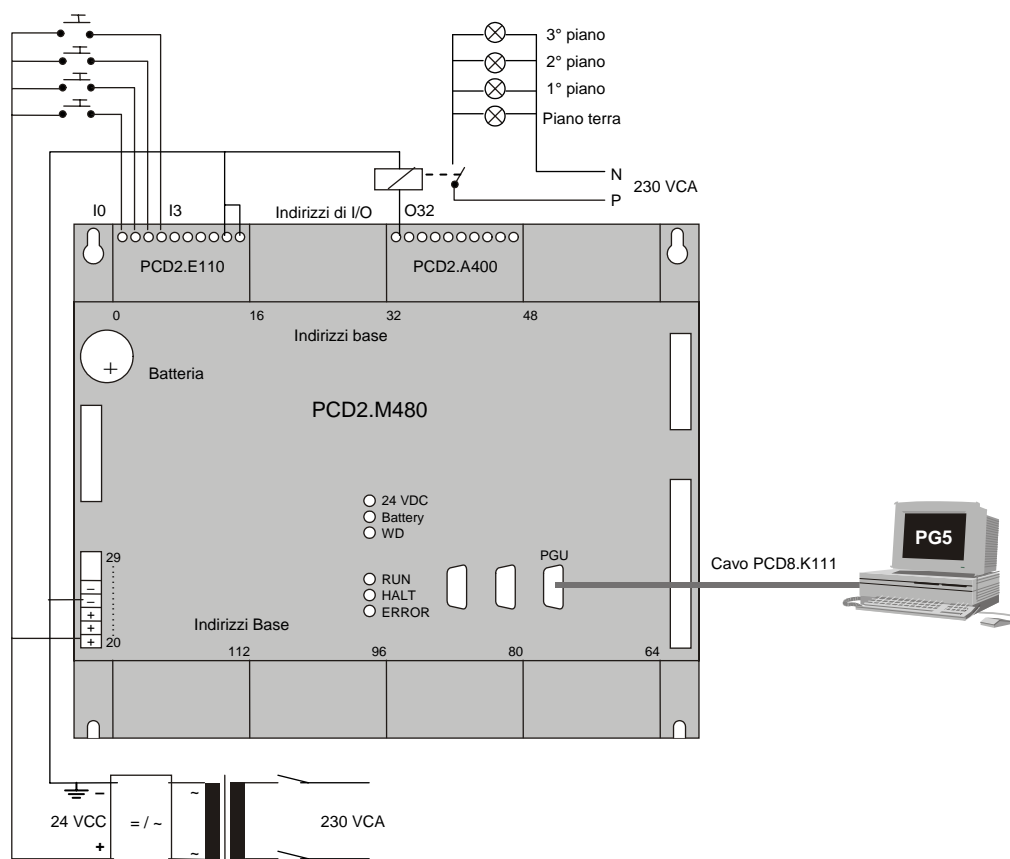 3° piano
2° piano
1° piano
Piano terra
N
230 VCA
P
I0
I3
Indirizzi di I/O
O32
PCD2.E110
PCD2.A400
0
16
32
48
Indirizzi base
+
Batteria
PCD2.M480
24 VDC
Battery
WD
PGU
RUN
HALT
ERROR
Cavo PCD8.K111
PG5
29
–
–
+
+
+
20
Indirizzi Base
112
96
80
64
–
~
24 VCC
= / ~
230 VCA
+
~